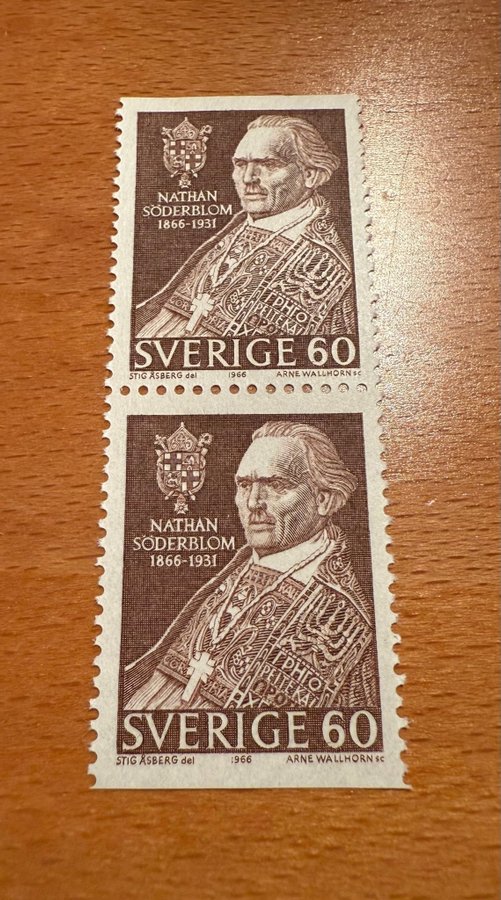 NATHAN
SÖDERBLOM
1866-1931
SVERIGE 60
STIG ÅSBERG del 1966 ARNE WALLHORN sc
NATHAN
SÖDERBLOM
1866-1931
SVERIGE 60
STIG ÅSBERG del 1966 ARNE WALLHORN sc